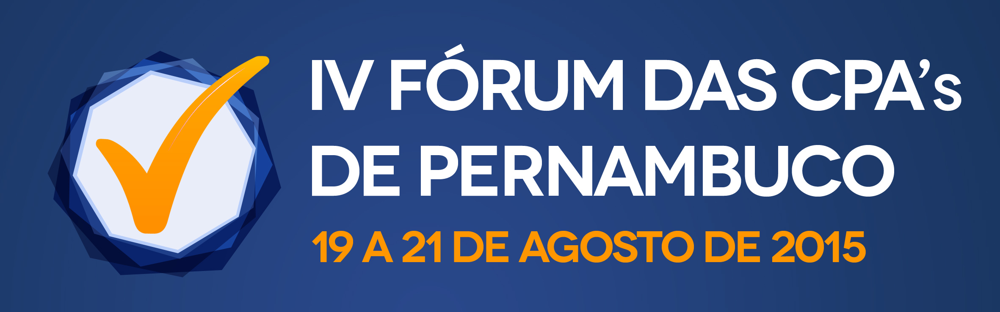 IV FÓRUM DAS CPA’s
DE PERNAMBUCO
19 A 21 DE AGOSTO DE 2015